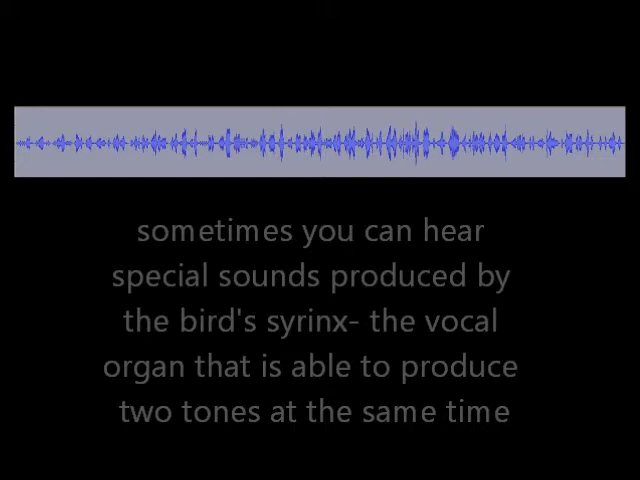 sometimes you can hear
special sounds produced by
the bird's syrinx- the vocal
organ that is able to produce
two tones at the same time